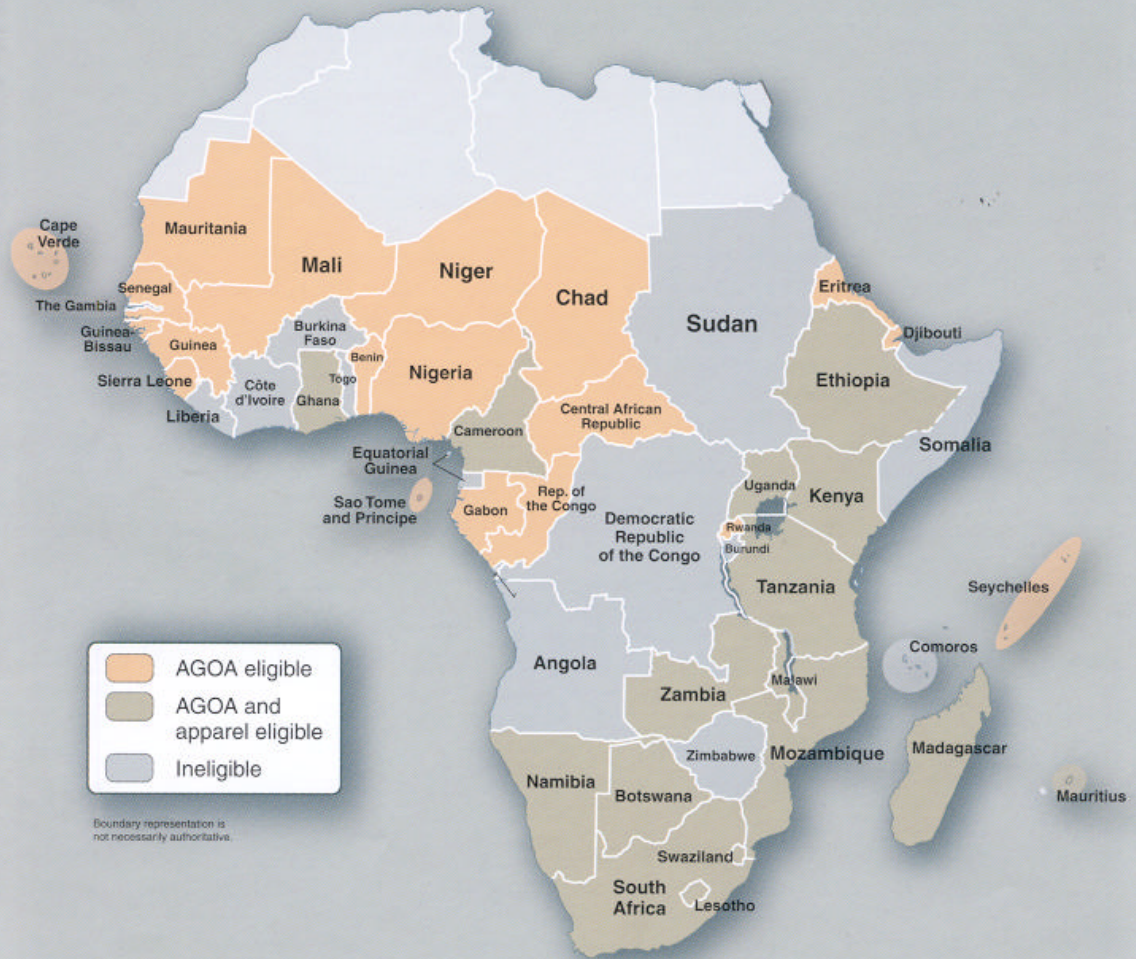 Cape
Verde
Mauritania
Mali
Niger
Chad
Sudan
Eritrea
Senegal
The Gambia
Guinea-
Bissau
Guinea
Burkina
Faso
Benin
Nigeria
Djibouti
Ethiopia
Sierra Leone
Côte
d'Ivoire
Togo
Ghana
Liberia
Cameroon
Central African
Republic
Somalia
Equatorial
Guinea
Sao Tome
and Principe
Gabon
Rep. of
the Congo
Democratic
Republic
of the Congo
Uganda
Kenya
Rwanda
Burundi
Tanzania
Seychelles
Comoros
Angola
Zambia
Malawi
Zimbabwe
Mozambique
Madagascar
Mauritius
Namibia
Botswana
Swaziland
South
Africa
Lesotho
AGOA eligible
AGOA and
apparel eligible
Ineligible
Boundary representation is
not necessarily authoritative.